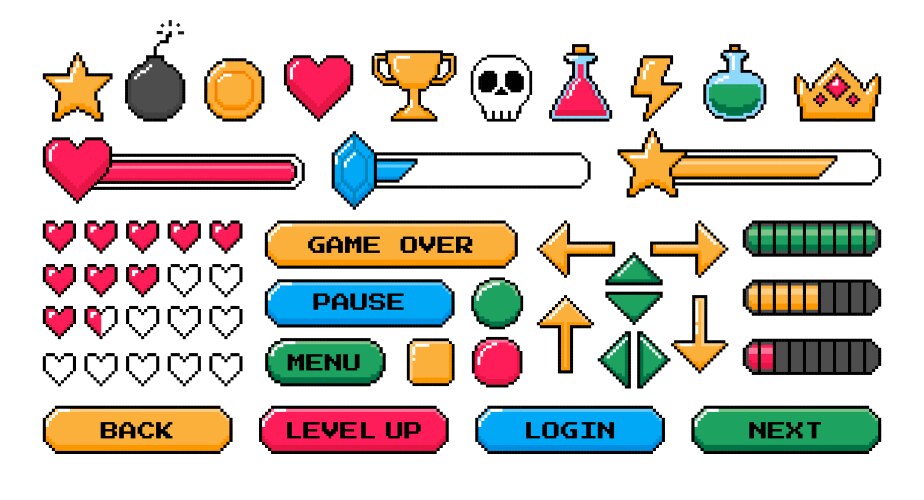 GAME OVER
PAUSE
MENU
BACK
LEVEL UP
LOGIN
NEXT